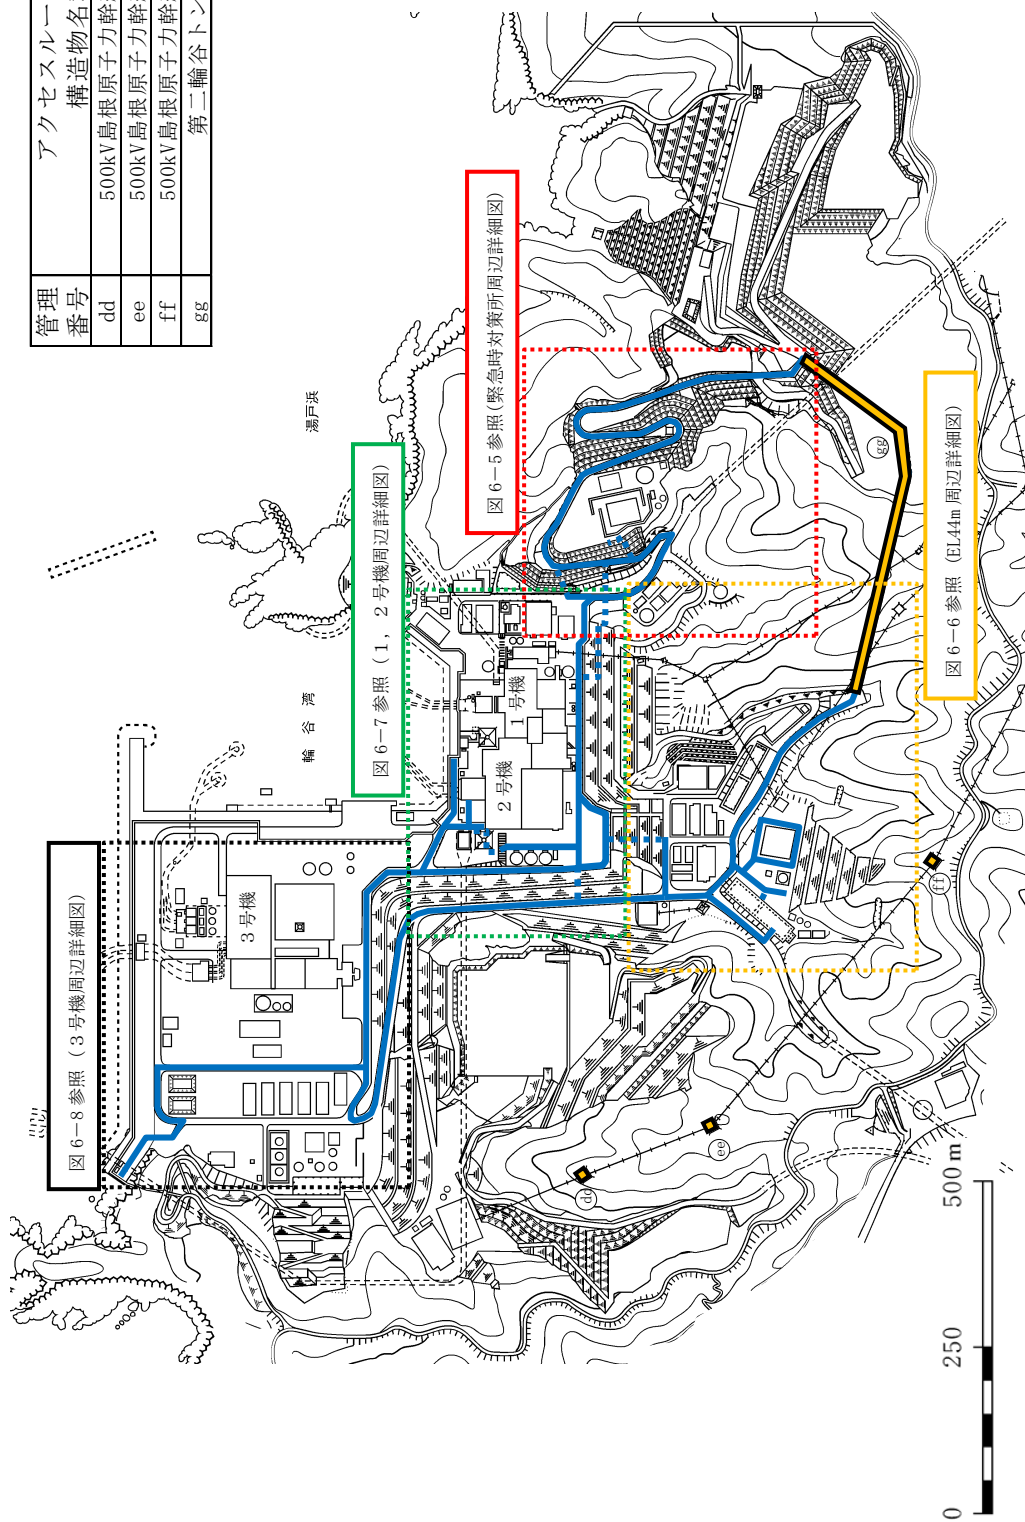 アクセスルー
構造物名
管理
番号
dd 500kV島根原子力幹
ee 500kV島根原子力幹
ff 500kV島根原子力幹
gg 第二輪谷トン
図6-8参照（3号機周辺詳細図）
図6-7参照（1，2号機周辺詳細図）
図6-5参照（緊急時対策所周辺詳細図）
図6-6参照（EL44m周辺詳細図）
湯戸浜
輪谷湾
3号機
2号機
1号機
dd
ee
ff
gg
0 250 500m